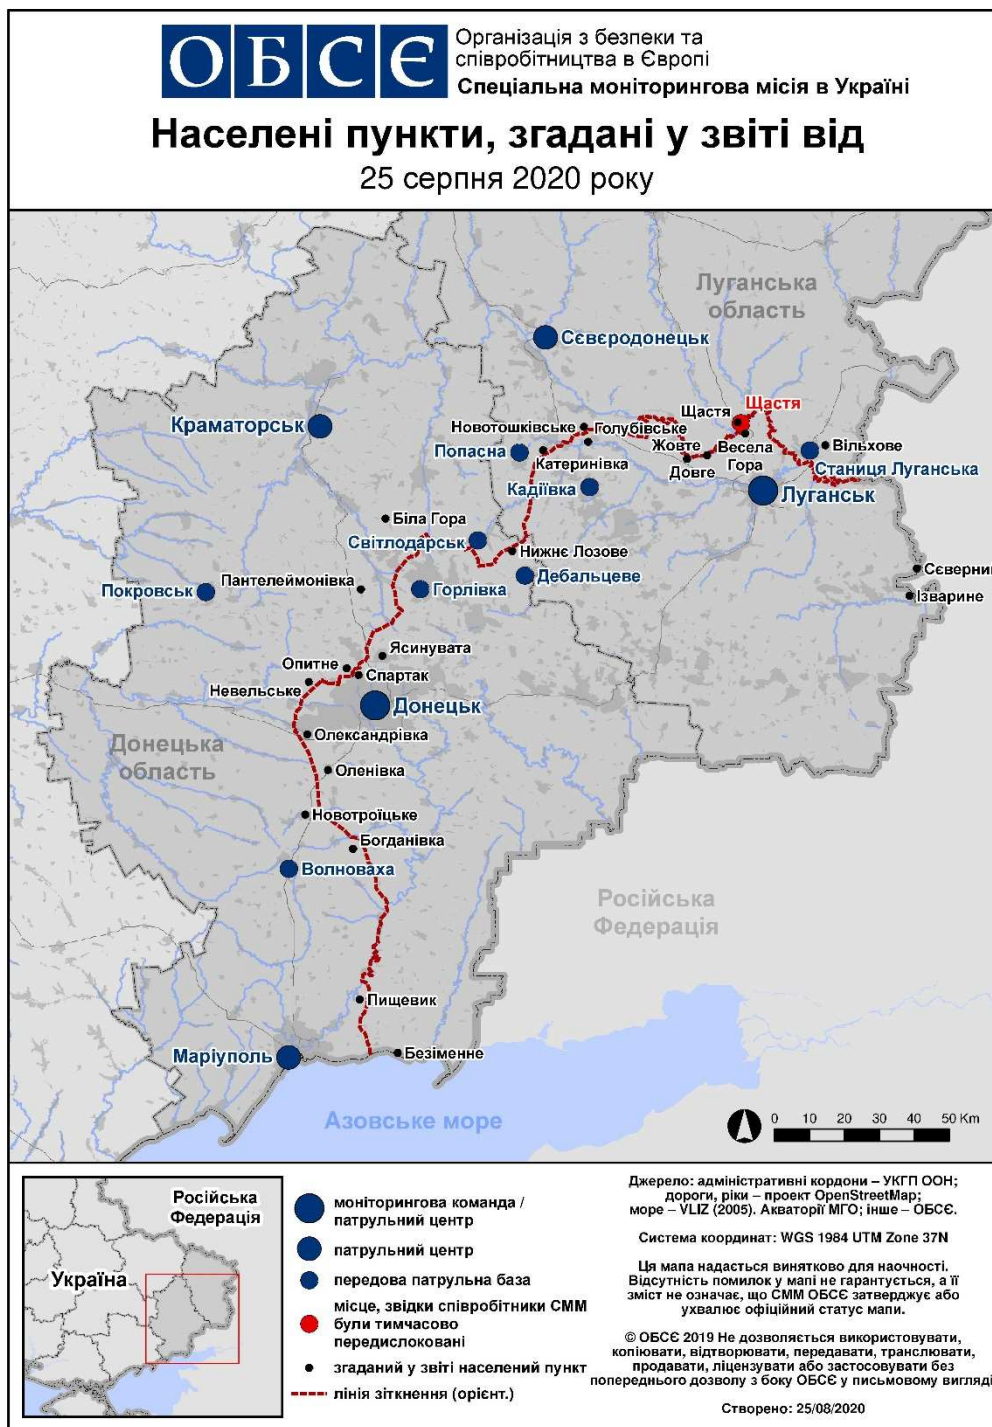 ОБСЄ
Організація з безпеки та
співробітництва в Європі
Спеціальна моніторингова місія в Україні
Населені пункти, згадані у звіті від
25 серпня 2020 року
Луганська
область
Сєвєродонецьк
Щастя
Щастя
Краматорськ
Новотошківське
Голубівське
Жовте
Весела
Гора
Вільхове
Попасна
Катеринівка
Довге
Станиця Луганська
Кадіївка
Луганськ
Біла Гора
Світлодарськ
Нижнє Лозове
Сєверний
Покровськ
Пантелеймонівка
Горлівка
Дебальцеве
Ізварине
Ясинувата
Опитне
Спартак
Невельське
Донецьк
Олександрівка
Донецька
область
Оленівка
Новотроїцьке
Богданівка
Волноваха
Російська
Федерація
Пищевик
Маріуполь
Безіменне
Азовське море
0 10 20 30 40 50 Km
Російська
Федерація
Україна
моніторингова команда /
патрульний центр
патрульний центр
передова патрульна база
місце, звідки співробітники СММ
були тимчасово
передислоковані
згаданий у звіті населений пункт
лінія зіткнення (орієнт.)
Джерело: адміністративні кордони – УКГП ООН;
дороги, ріки – проект OpenStreetMap;
море – VLIZ (2005). Акваторії МГО; інше – ОБСЄ.
Система координат: WGS 1984 UTM Zone 37N
Ця мапа надається винятково для наочності.
Відсутність помилок у мапі не гарантується, а її
зміст не означає, що СММ ОБСЄ затверджує або
ухвалює офіційний статус мапи.
© ОБСЄ 2019 Не дозволяється використовувати,
копіювати, відтворювати, передавати, транслювати,
продавати, ліцензувати або застосовувати без
попереднього дозволу з боку ОБСЄ у письмовому вигляді
Створено: 25/08/2020